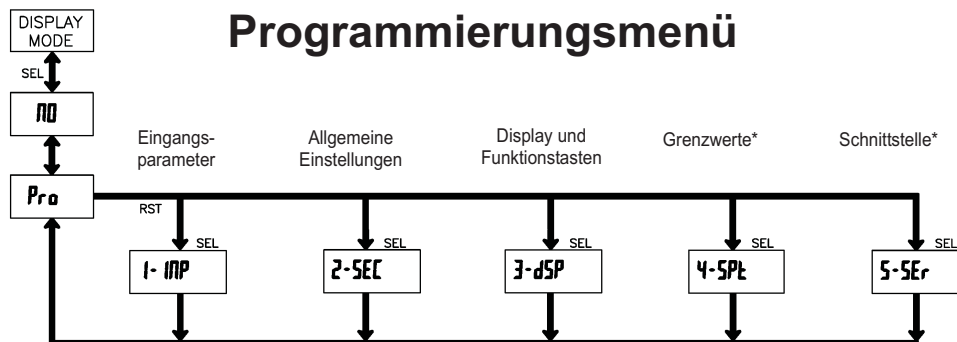 Programmierungsmenü
DISPLAY
MODE
SEL
NO
Eingangs-
parameter
Allgemeine
Einstellungen
Display und
Funktionstasten
Grenzwerte*
Schnittstelle*
Pro
RST
SEL
SEL
SEL
SEL
SEL
1-INP
2-SEC
3-dSP
4-SPt
5-SEr